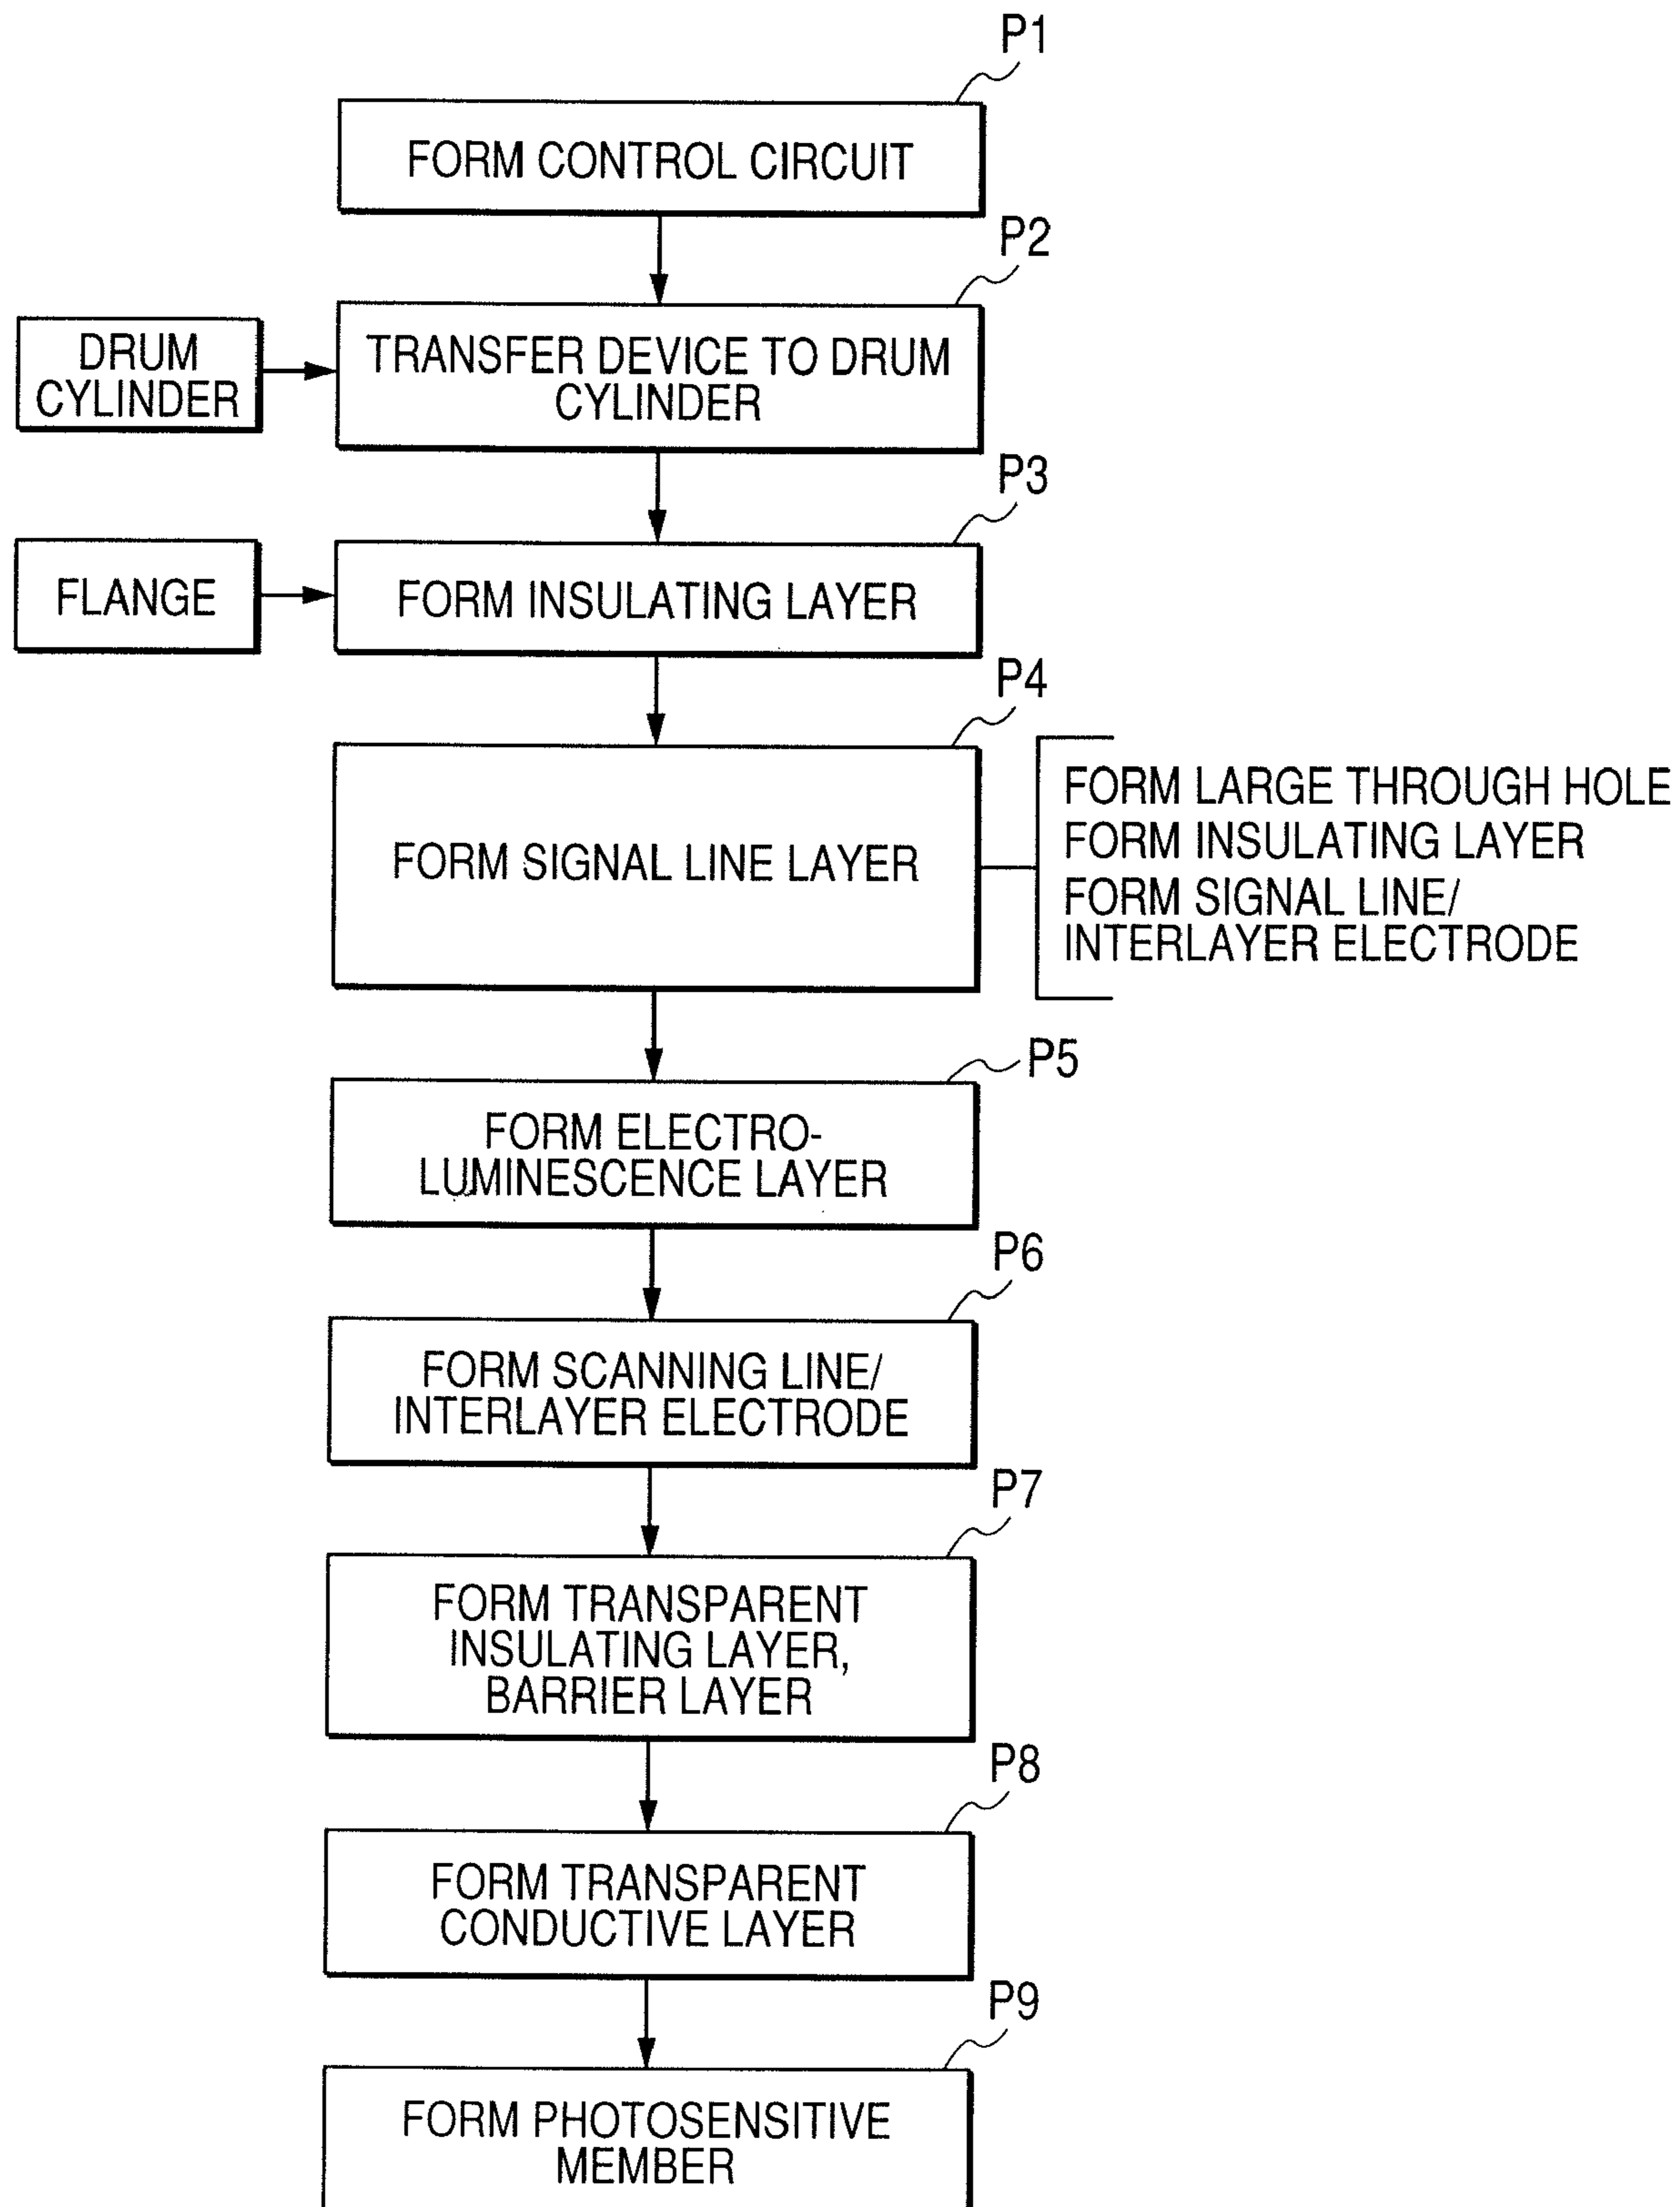 P1
FORM CONTROL CIRCUIT
P2
DRUM
CYLINDER
TRANSFER DEVICE TO DRUM
CYLINDER
P3
FLANGE
FORM INSULATING LAYER
P4
FORM SIGNAL LINE LAYER
FORM LARGE THROUGH HOLE
FORM INSULATING LAYER
FORM SIGNAL LINE/
INTERLAYER ELECTRODE
P5
FORM ELECTRO-
LUMINESCENCE LAYER
P6
FORM SCANNING LINE/
INTERLAYER ELECTRODE
P7
FORM TRANSPARENT
INSULATING LAYER,
BARRIER LAYER
P8
FORM TRANSPARENT
CONDUCTIVE LAYER
P9
FORM PHOTOSENSITIVE
MEMBER